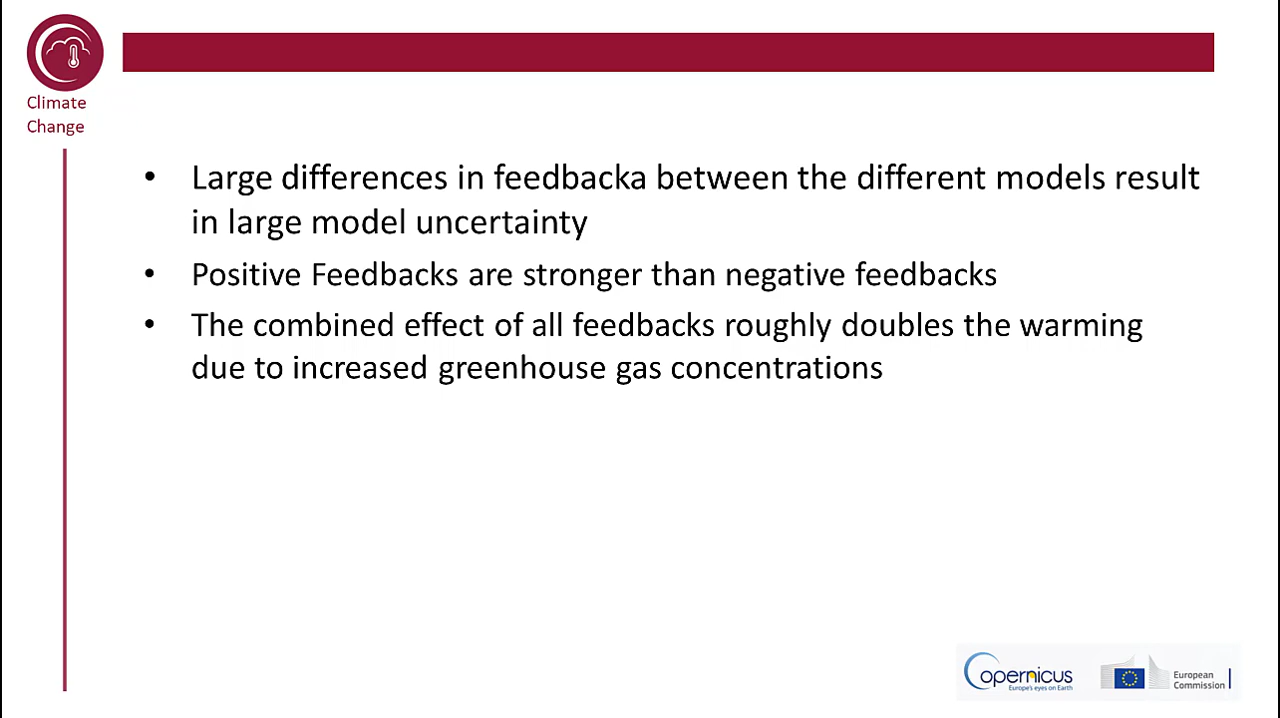 Climate
Change
• Large differences in feedbacka between the different models result
in large model uncertainty
• Positive Feedbacks are stronger than negative feedbacks
• The combined effect of all feedbacks roughly doubles the warming
due to increased greenhouse gas concentrations
Copernicus
Europe's eyes on Earth
European
Commission